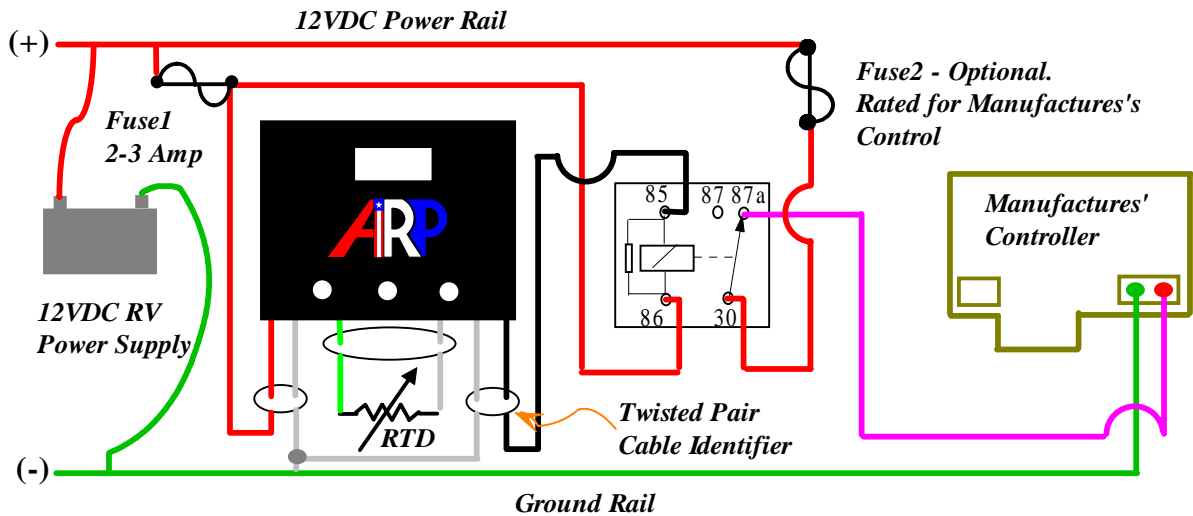 12VDC Power Rail
(+)
Fuse1
2-3 Amp
Fuse2 - Optional.
Rated for Manufactures's
Control
ARP
85
87
87a
86
30
Manufactures'
Controller
12VDC RV
Power Supply
RTD
Twisted Pair
Cable Identifier
(-)
Ground Rail